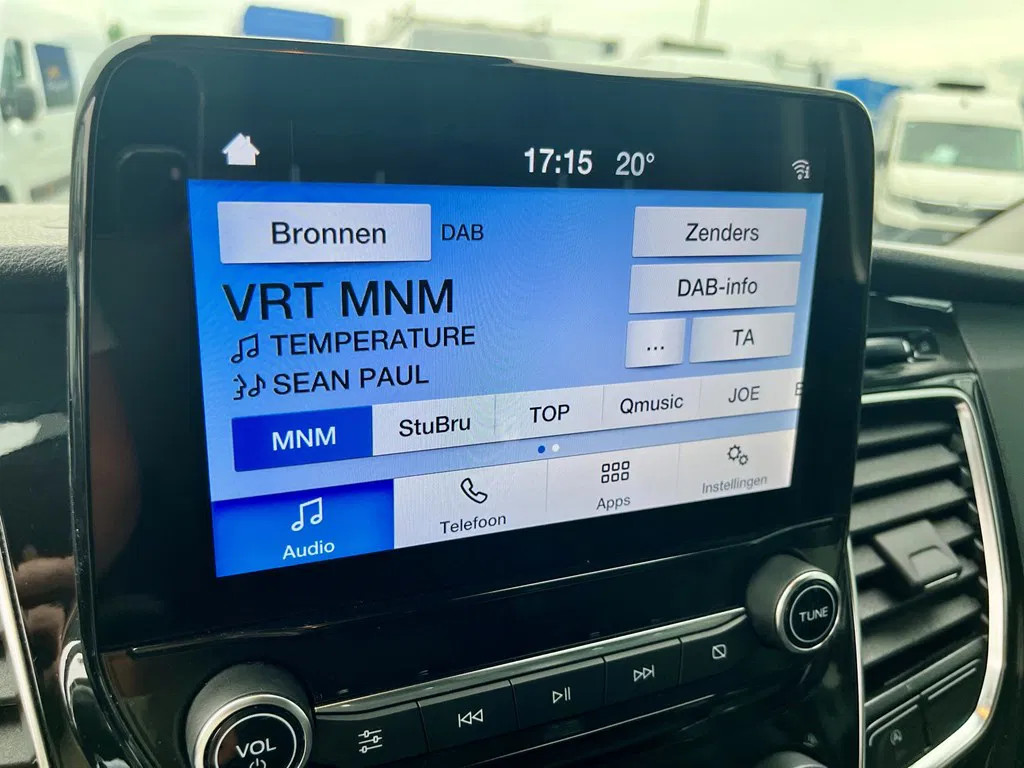 17:15 20°
Bronnen DAB Zenders
DAB-info
VRT MNM
... TA
TEMPERATURE
SEAN PAUL
MNM StuBru TOP Qmusic JOE
Audio Telefoon Apps Instellingen
TUNE
VOL